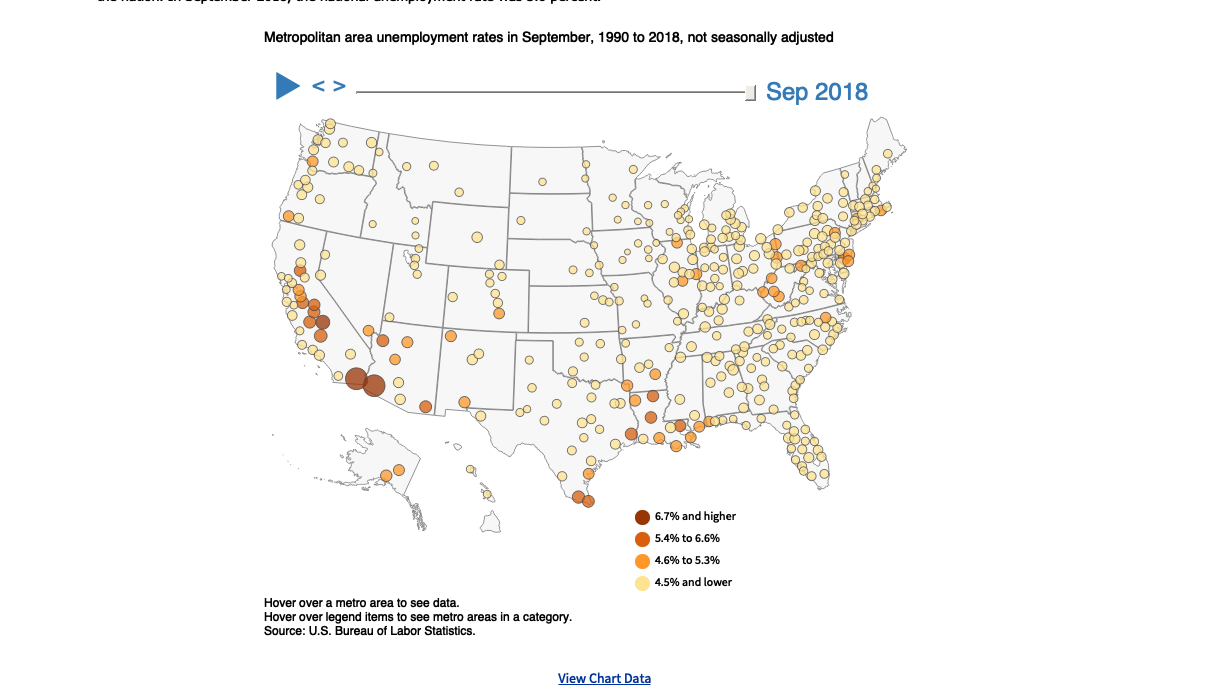 Metropolitan area unemployment rates in September, 1990 to 2018, not seasonally adjusted
< >
Sep 2018
6.7% and higher
5.4% to 6.6%
4.6% to 5.3%
4.5% and lower
Hover over a metro area to see data.
Hover over legend items to see metro areas in a category.
Source: U.S. Bureau of Labor Statistics.
View Chart Data